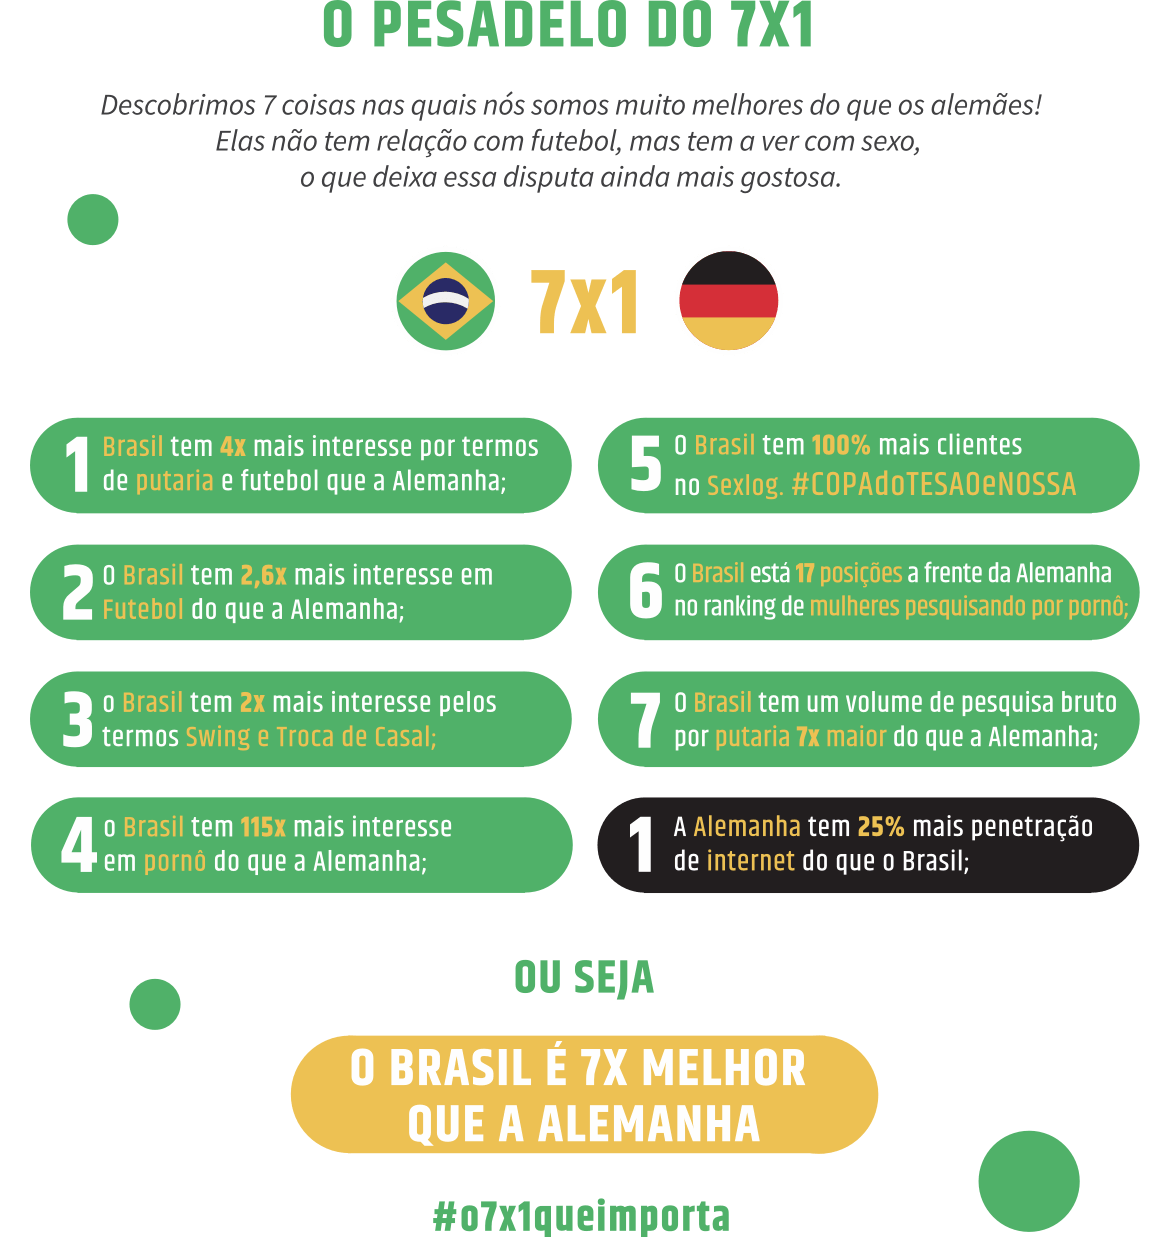 O PESADELO DO 7X1
Descobrimos 7 coisas nas quais nós somos muito melhores do que os alemães!
Elas não tem relação com futebol, mas tem a ver com sexo,
o que deixa essa disputa ainda mais gostosa.
7x1
1 Brasil tem 4x mais interesse por termos
de putaria e futebol que a Alemanha;
2 O Brasil tem 2,6x mais interesse em
Futebol do que a Alemanha;
3 o Brasil tem 2x mais interesse pelos
termos Swing e Troca de Casal;
4 o Brasil tem 115x mais interesse
em pornô do que a Alemanha;
5 O Brasil tem 100% mais clientes
no Sexlog. #COPAdoTESAOeNOSSA
6 O Brasil está 17 posições a frente da Alemanha
no ranking de mulheres pesquisando por pornô;
7 O Brasil tem um volume de pesquisa bruto
por putaria 7x maior do que a Alemanha;
1 A Alemanha tem 25% mais penetração
de internet do que o Brasil;
OU SEJA
O BRASIL É 7X MELHOR
QUE A ALEMANHA
#o7x1queimporta